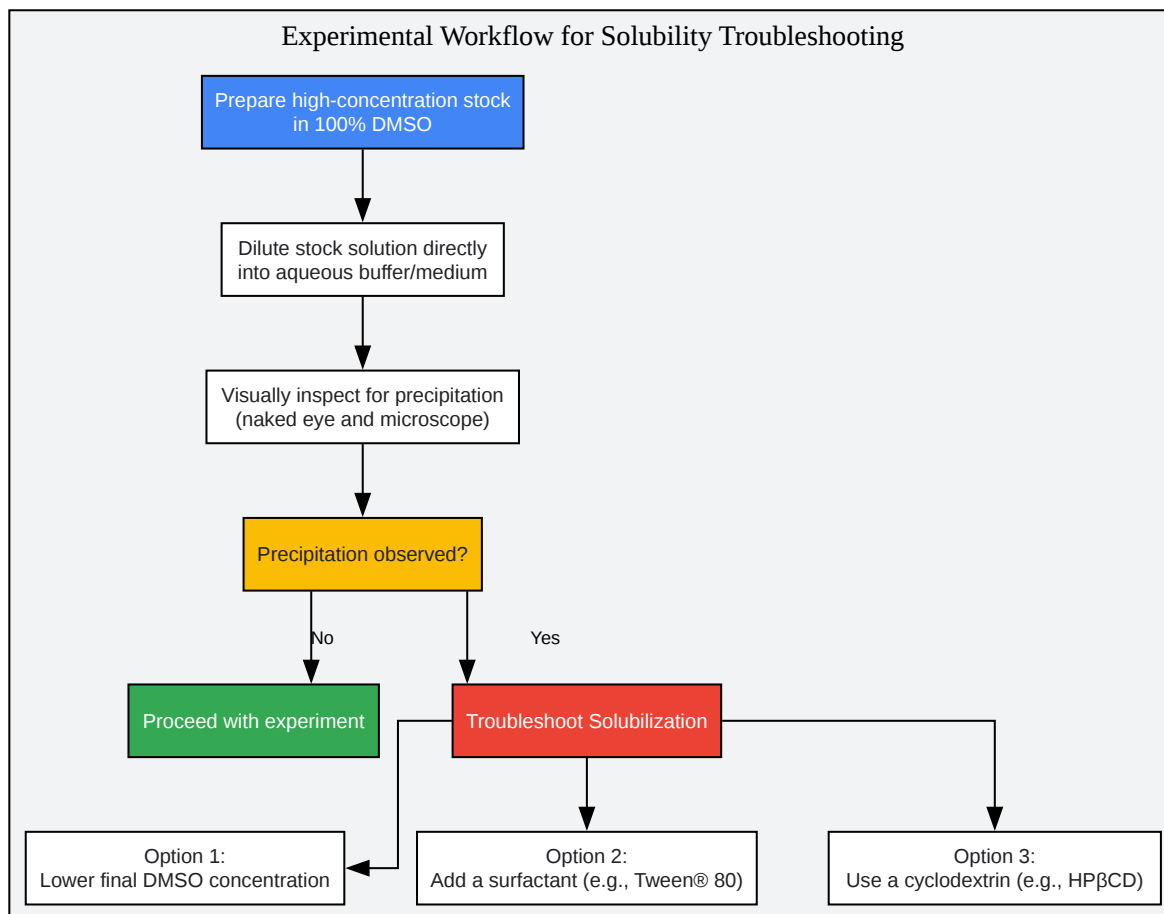 Experimental Workflow for Solubility Troubleshooting
Prepare high-concentration stock
in 100% DMSO
Dilute stock solution directly
into aqueous buffer/medium
Visually inspect for precipitation
(naked eye and microscope)
Precipitation observed?
No
Yes
Proceed with experiment
Troubleshoot Solubilization
Option 1:
Lower final DMSO concentration
Option 2:
Add a surfactant (e.g., Tween® 80)
Option 3:
Use a cyclodextrin (e.g., HPβCD)